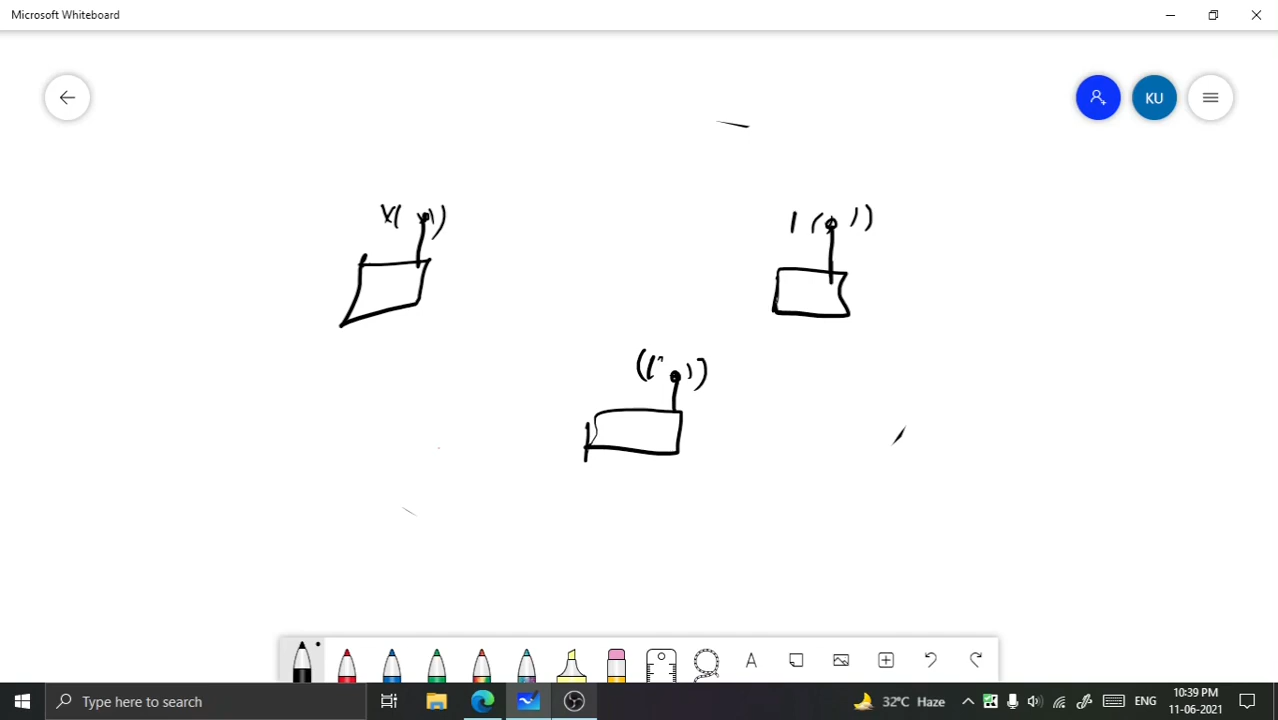 Microsoft Whiteboard
KU
A
Type here to search
32°C Haze
ENG
10:39 PM
11-06-2021